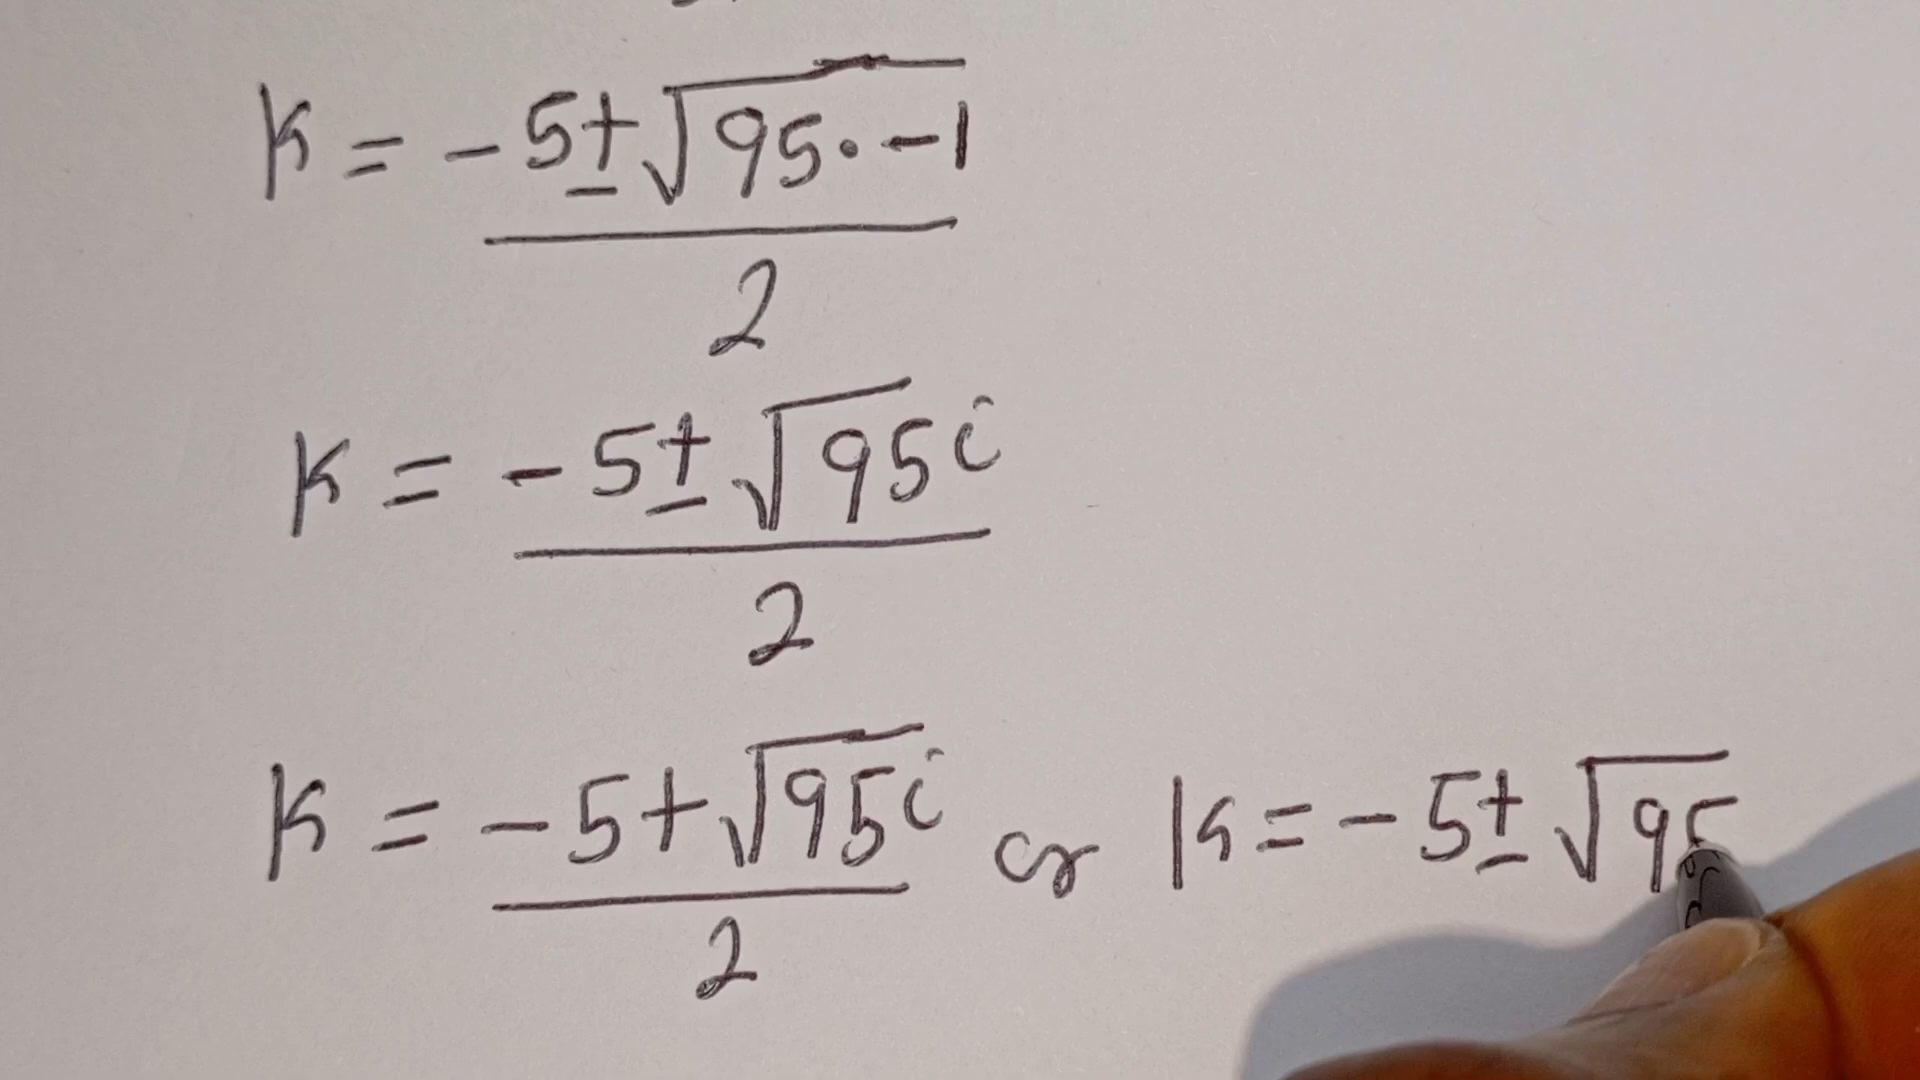 K = -5±√95·-1
2
K = -5±√95i
2
K = -5+√95i or K = -5±√95
2